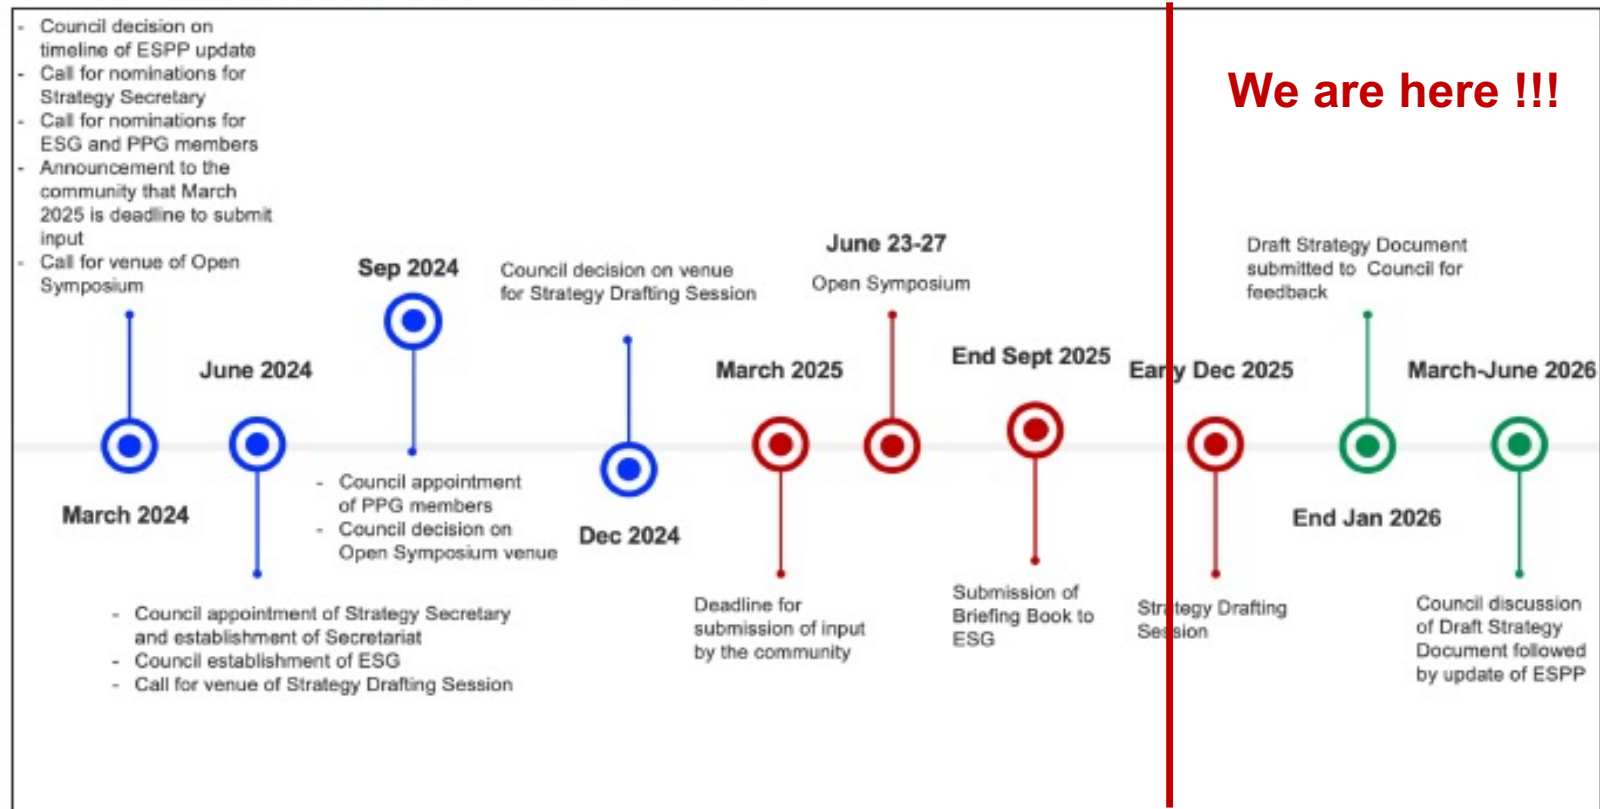 - Council decision on
timeline of ESPP update
- Call for nominations for
Strategy Secretary
- Call for nominations for
ESG and PPG members
- Announcement to the
community that March
2025 is deadline to submit
input
- Call for venue of Open
Symposium
March 2024
June 2024
- Council appointment of Strategy Secretary
and establishment of Secretariat
- Council establishment of ESG
- Call for venue of Strategy Drafting Session
Sep 2024
- Council appointment
of PPG members
- Council decision on
Open Symposium venue
Council decision on venue
for Strategy Drafting Session
Dec 2024
March 2025
Deadline for
submission of input
by the community
June 23-27
Open Symposium
End Sept 2025
Submission of
Briefing Book to
ESG
We are here !!!
Early Dec 2025
Strategy Drafting
Session
Draft Strategy Document
submitted to Council for
feedback
End Jan 2026
March-June 2026
Council discussion
of Draft Strategy
Document followed
by update of ESPP